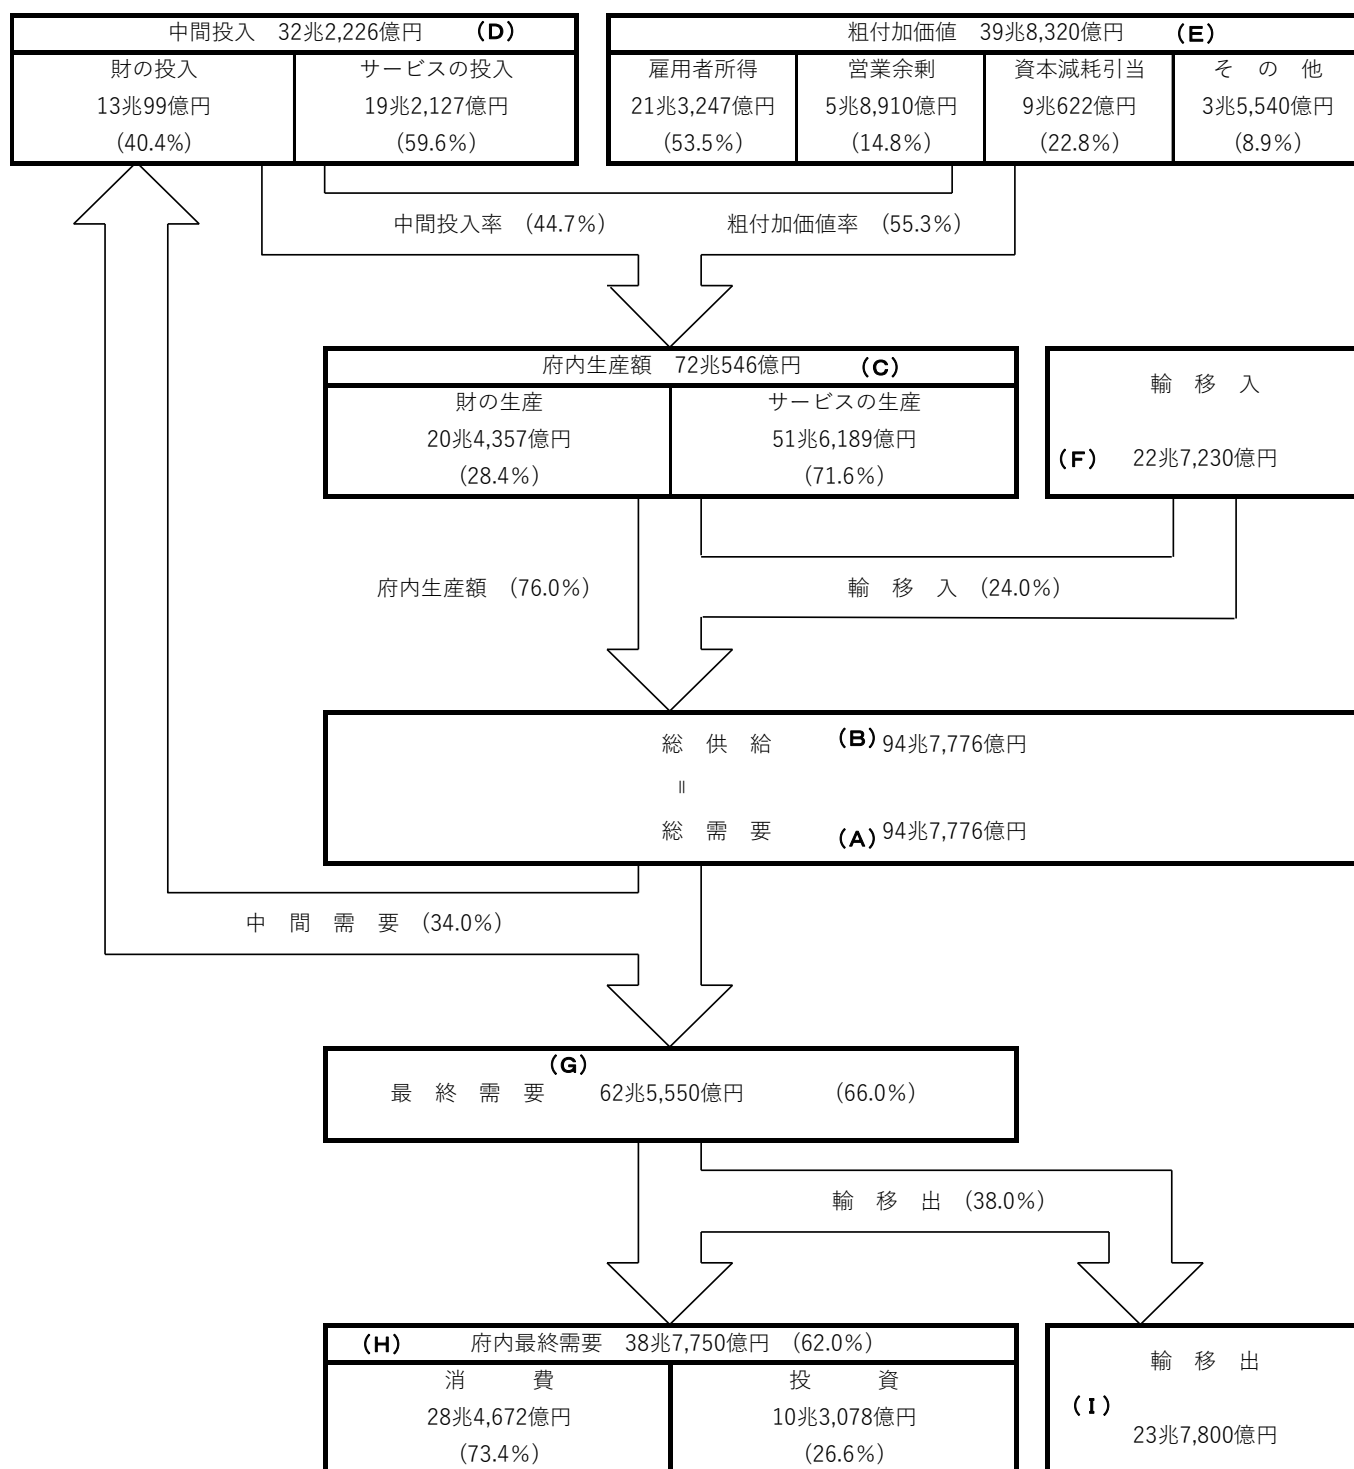 中間投入　32兆2,226億円　（D）
財の投入　サービスの投入
13兆99億円　19兆2,127億円
（40.4%）　（59.6%）
粗付加価値　39兆8,320億円　（E）
雇用者所得　営業余剰　資本減耗引当　そ　の　他
21兆3,247億円　5兆8,910億円　9兆622億円　3兆5,540億円
（53.5%）　（14.8%）　（22.8%）　（8.9%）
中間投入率　（44.7%）　粗付加価値率　（55.3%）
府内生産額　72兆546億円　（C）
財の生産　サービスの生産
20兆4,357億円　51兆6,189億円
（28.4%）　（71.6%）
輸　移　入
（F）　22兆7,230億円
府内生産額　（76.0%）　輸　移　入　（24.0%）
総　供　給　（B）　94兆7,776億円
＝
総　需　要　（A）　94兆7,776億円
中　間　需　要　（34.0%）
（G）
最　終　需　要　62兆5,550億円　（66.0%）
輸　移　出　（38.0%）
（H）　府内最終需要　38兆7,750億円　（62.0%）
消　費　投　資
28兆4,672億円　10兆3,078億円
（73.4%）　（26.6%）
輸　移　出
（I）
23兆7,800億円